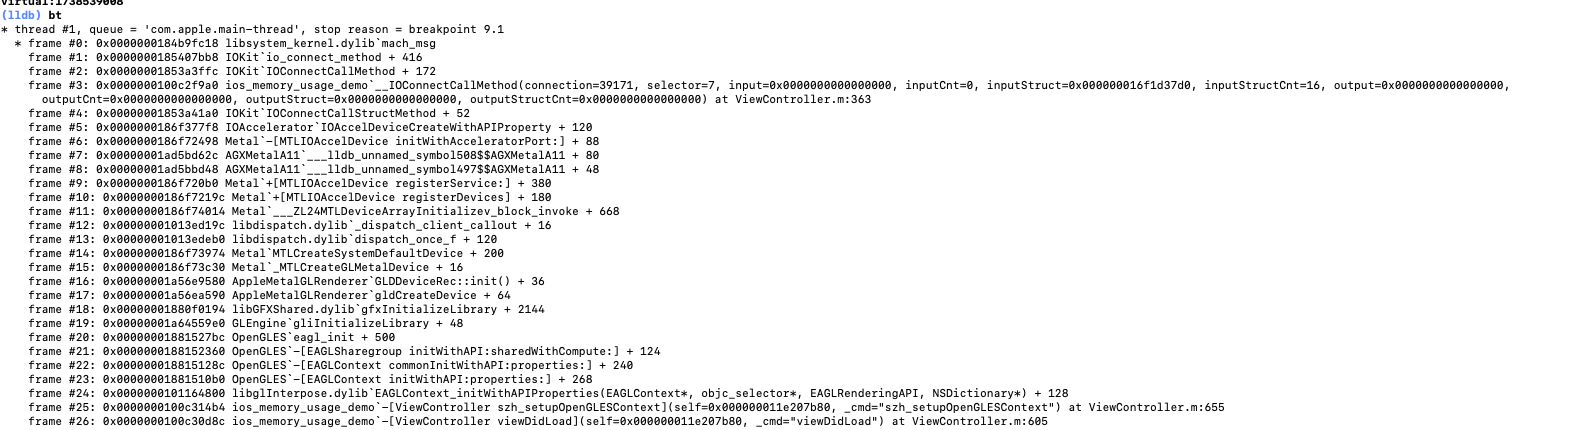 virtual:1738539008
(lldb) bt
* thread #1, queue = 'com.apple.main-thread', stop reason = breakpoint 9.1
  * frame #0: 0x0000000184b9fc18 libsystem_kernel.dylib`mach_msg
    frame #1: 0x0000000185407bb8 IOKit`io_connect_method + 416
    frame #2: 0x00000001853a3ffc IOKit`IOConnectCallMethod + 172
    frame #3: 0x0000000100c2f9a0 ios_memory_usage_demo`__IOConnectCallMethod(connection=39171, selector=7, input=0x0000000000000000, inputCnt=0, inputStruct=0x000000016f1d37d0, inputStructCnt=16, output=0x0000000000000000,
      outputCnt=0x0000000000000000, outputStruct=0x0000000000000000, outputStructCnt=0x0000000000000000) at ViewController.m:363
    frame #4: 0x00000001853a41a0 IOKit`IOConnectCallStructMethod + 52
    frame #5: 0x0000000186f377f8 IOAccelerator`IOAccelDeviceCreateWithAPIProperty + 120
    frame #6: 0x0000000186f72498 Metal`-[MTLIOAccelDevice initWithAcceleratorPort:] + 88
    frame #7: 0x00000001ad5bd62c AGXMetalA11`___lldb_unnamed_symbol508$$AGXMetalA11 + 80
    frame #8: 0x00000001ad5bbd48 AGXMetalA11`___lldb_unnamed_symbol497$$AGXMetalA11 + 48
    frame #9: 0x0000000186f720b0 Metal`+[MTLIOAccelDevice registerService:] + 380
    frame #10: 0x0000000186f7219c Metal`+[MTLIOAccelDevice registerDevices] + 180
    frame #11: 0x0000000186f74014 Metal`___ZL24MTLDeviceArrayInitializev_block_invoke + 668
    frame #12: 0x00000001013ed19c libdispatch.dylib`_dispatch_client_callout + 16
    frame #13: 0x00000001013edeb0 libdispatch.dylib`dispatch_once_f + 120
    frame #14: 0x0000000186f73974 Metal`MTLCreateSystemDefaultDevice + 200
    frame #15: 0x0000000186f73c30 Metal`_MTLCreateGLMetalDevice + 16
    frame #16: 0x00000001a56e9580 AppleMetalGLRenderer`GLDDeviceRec::init() + 36
    frame #17: 0x00000001a56ea590 AppleMetalGLRenderer`gldCreateDevice + 64
    frame #18: 0x00000001880f0194 libGFXShared.dylib`gfxInitializeLibrary + 2144
    frame #19: 0x00000001a64559e0 GLEngine`gliInitializeLibrary + 48
    frame #20: 0x00000001881527bc OpenGLES`eagl_init + 500
    frame #21: 0x0000000188152360 OpenGLES`-[EAGLSharegroup initWithAPI:sharedWithCompute:] + 124
    frame #22: 0x000000018815128c OpenGLES`-[EAGLContext commonInitWithAPI:properties:] + 240
    frame #23: 0x00000001881510b0 OpenGLES`-[EAGLContext initWithAPI:properties:] + 268
    frame #24: 0x0000000101164800 libglInterpose.dylib`EAGLContext_initWithAPIProperties(EAGLContext*, objc_selector*, EAGLRenderingAPI, NSDictionary*) + 128
    frame #25: 0x0000000100c314b4 ios_memory_usage_demo`-[ViewController szh_setupOpenGLESContext](self=0x000000011e207b80, _cmd="szh_setupOpenGLESContext") at ViewController.m:655
    frame #26: 0x0000000100c30d8c ios_memory_usage_demo`-[ViewController viewDidLoad](self=0x000000011e207b80, _cmd="viewDidLoad") at ViewController.m:605